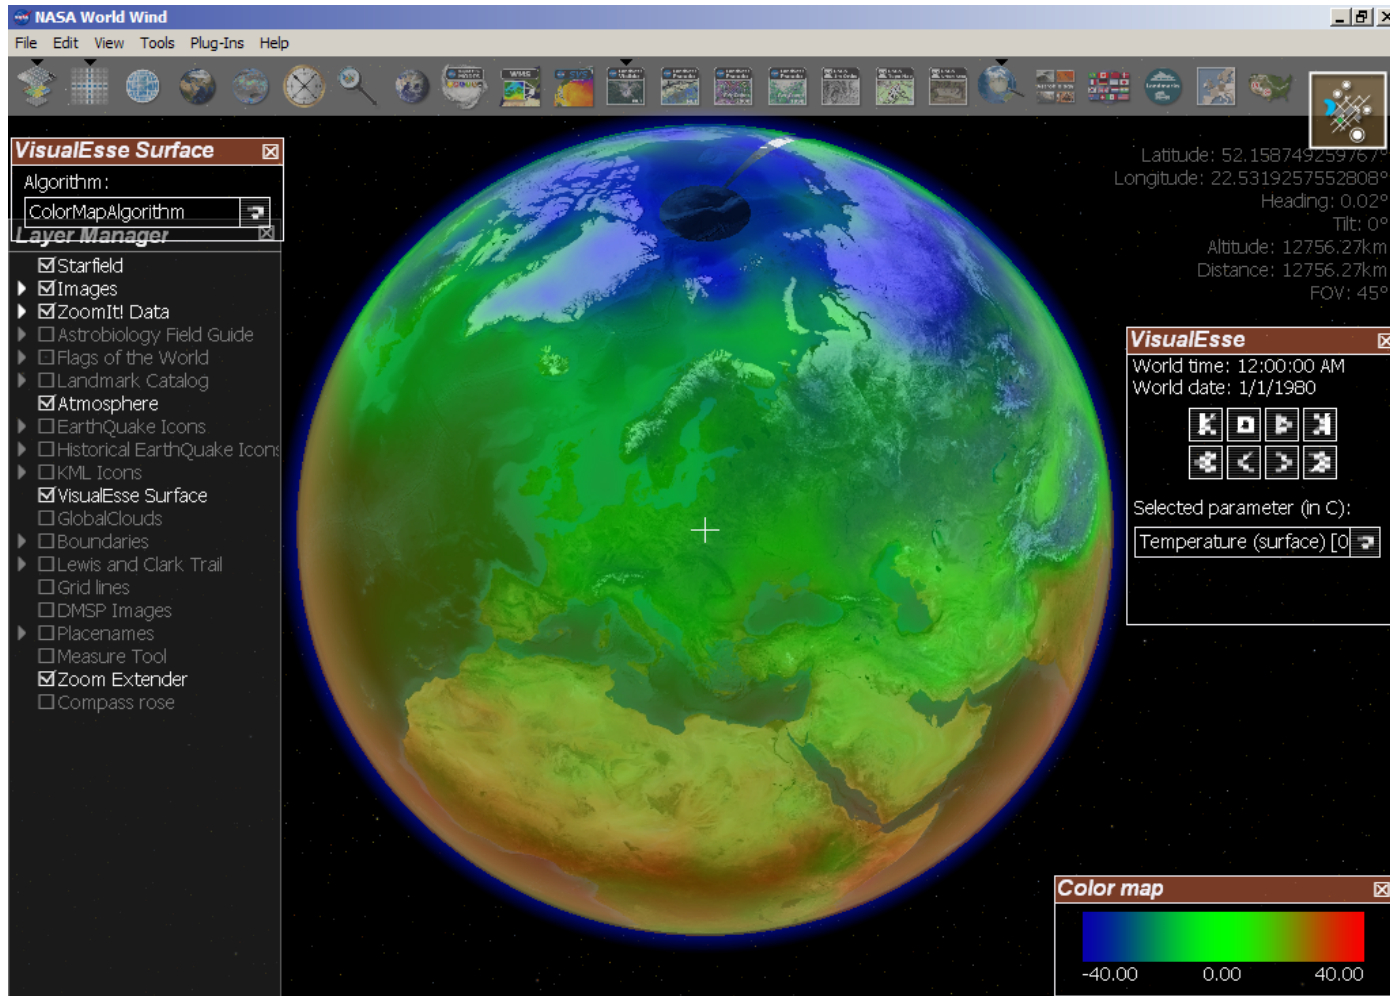 NASA World Wind
File Edit View Tools Plug-Ins Help
VisualEsse Surface
Algorithm:
ColorMapAlgorithm
Layer Manager
Starfield
Images
ZoomIt! Data
Astrobiology Field Guide
Flags of the World
Landmark Catalog
Atmosphere
EarthQuake Icons
Historical EarthQuake Icons
KML Icons
VisualEsse Surface
GlobalClouds
Boundaries
Lewis and Clark Trail
Grid lines
DMSP Images
Placenames
Measure Tool
Zoom Extender
Compass rose
WMS
Latitude: 52.158749259767°
Longitude: 22.5319257552808°
Heading: 0.02°
Tilt: 0°
Altitude: 12756.27km
Distance: 12756.27km
FOV: 45°
VisualEsse
World time: 12:00:00 AM
World date: 1/1/1980
Selected parameter (in C):
Temperature (surface) [0
Color map
-40.00 0.00 40.00